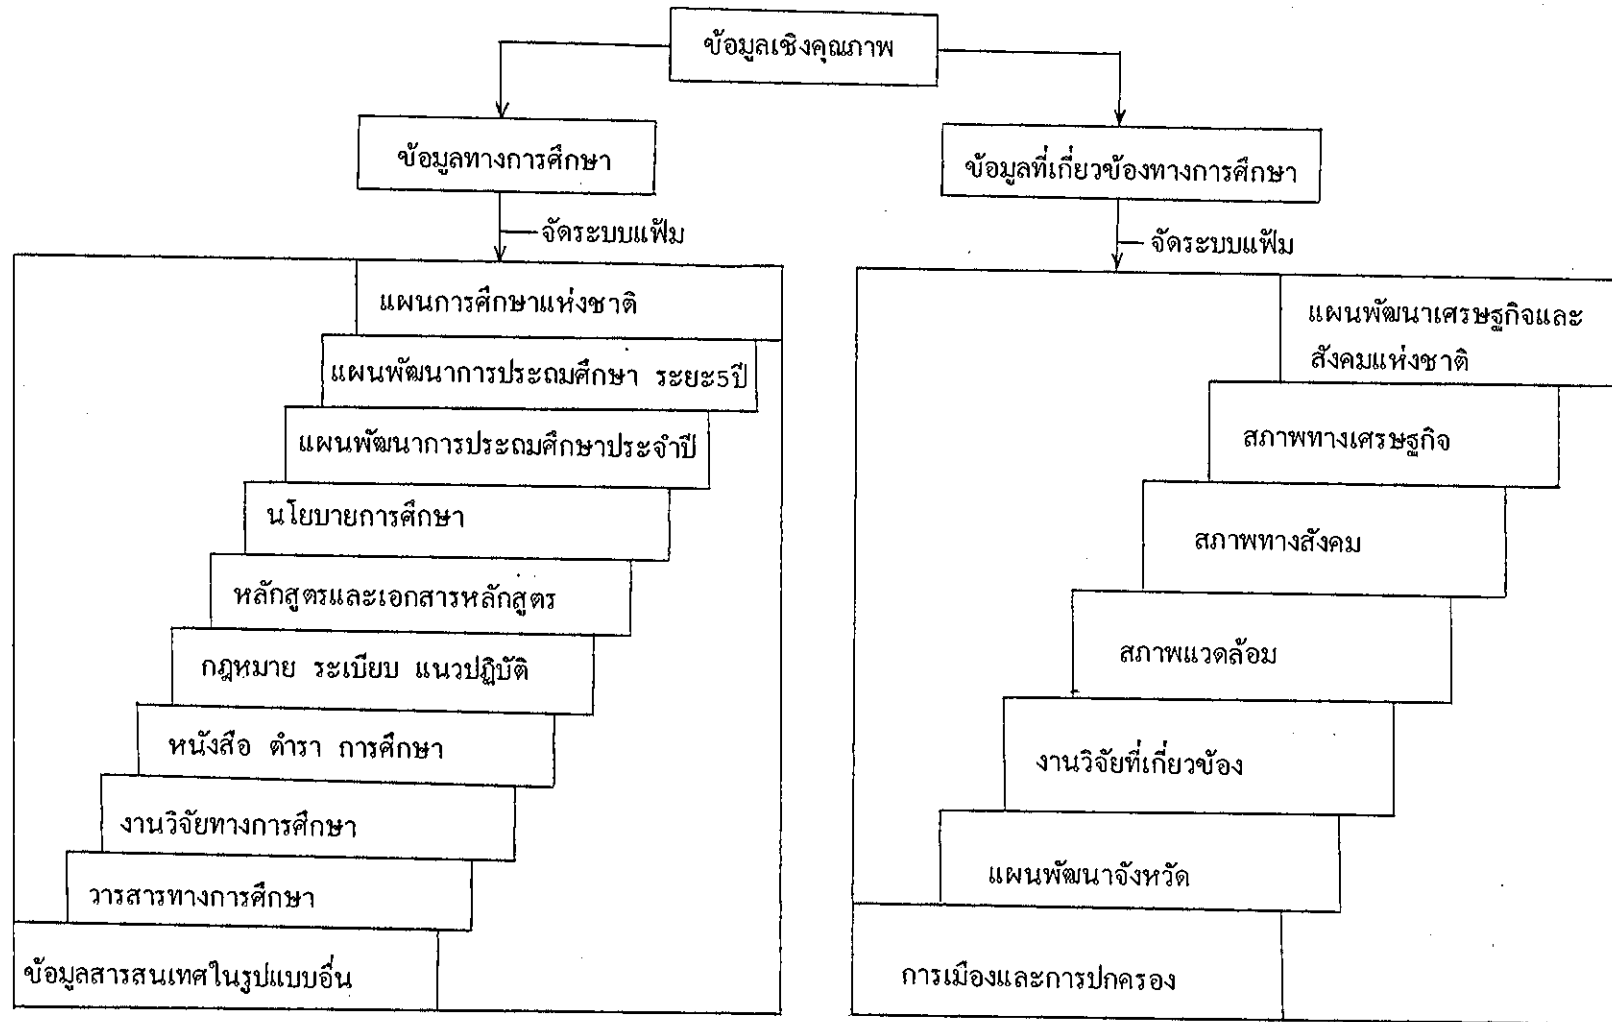 ข้อมูลเชิงคุณภาพ
ข้อมูลทางการศึกษา
จัดระบบแฟ้ม
แผนการศึกษาแห่งชาติ
แผนพัฒนาการประถมศึกษา ระยะ5ปี
แผนพัฒนาการประถมศึกษาประจำปี
นโยบายการศึกษา
หลักสูตรและเอกสารหลักสูตร
กฎหมาย ระเบียบ แนวปฏิบัติ
หนังสือ ตำรา การศึกษา
งานวิจัยทางการศึกษา
วารสารทางการศึกษา
ข้อมูลสารสนเทศในรูปแบบอื่น
ข้อมูลที่เกี่ยวข้องทางการศึกษา
จัดระบบแฟ้ม
แผนพัฒนาเศรษฐกิจและ
สังคมแห่งชาติ
สภาพทางเศรษฐกิจ
สภาพทางสังคม
สภาพแวดล้อม
งานวิจัยที่เกี่ยวข้อง
แผนพัฒนาจังหวัด
การเมืองและการปกครอง